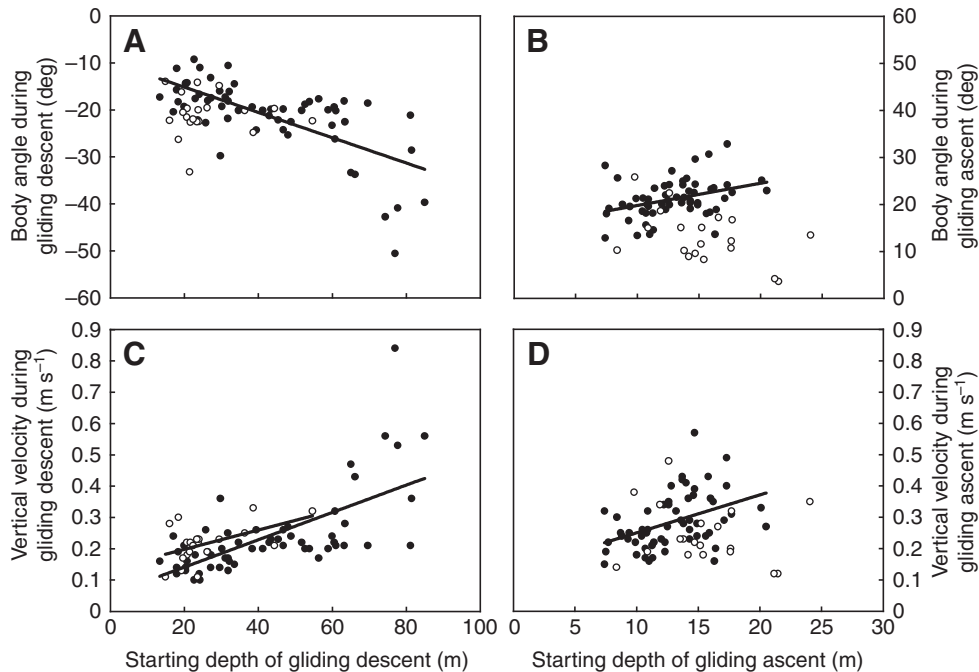 A
B
0
–10
–20
–30
–40
–50
–60
Body angle during
gliding descent (deg)
60
50
40
30
20
10
0
Body angle during
gliding ascent (deg)
C
D
0.9
0.8
0.7
0.6
0.5
0.4
0.3
0.2
0.1
0
Vertical velocity during
gliding descent (m s–1)
0.9
0.8
0.7
0.6
0.5
0.4
0.3
0.2
0.1
0
Vertical velocity during
gliding ascent (m s–1)
0 20 40 60 80 100
0 5 10 15 20 25 30
Starting depth of gliding descent (m)
Starting depth of gliding ascent (m)